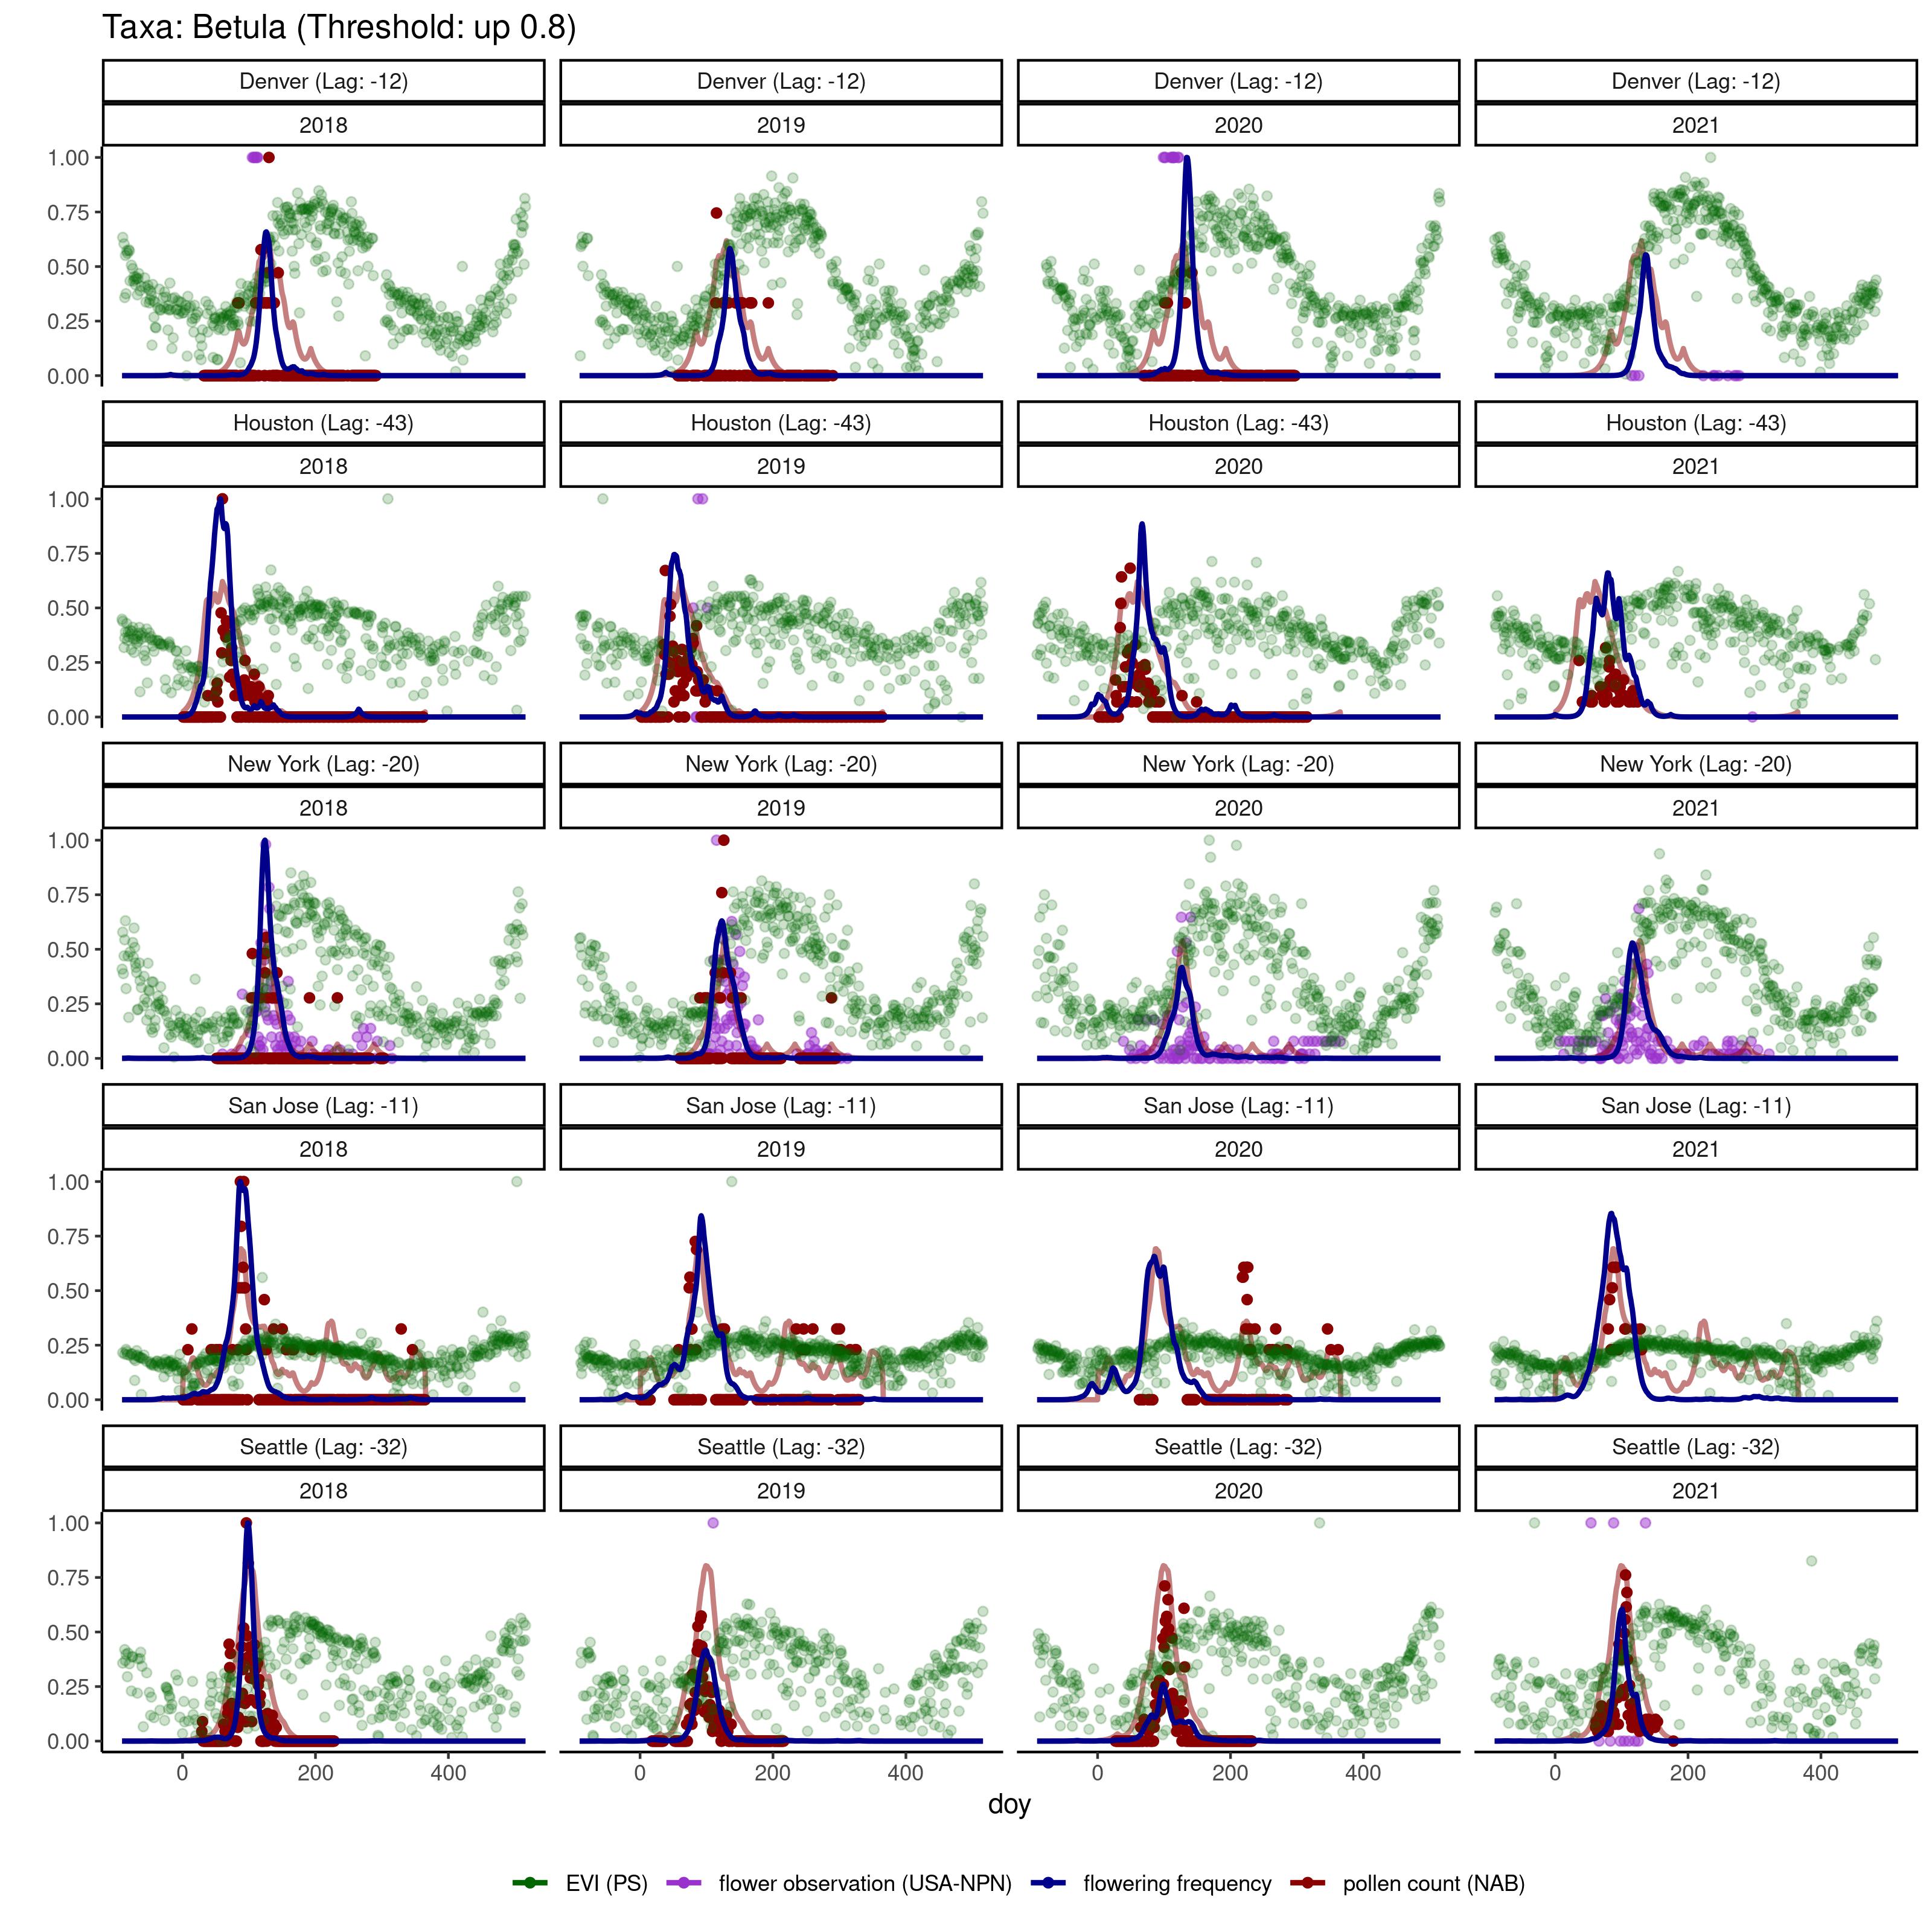 Taxa: Betula (Threshold: up 0.8)
Denver (Lag: -12) Denver (Lag: -12) Denver (Lag: -12) Denver (Lag: -12)
2018 2019 2020 2021
1.00
0.75
0.50
0.25
0.00
Houston (Lag: -43) Houston (Lag: -43) Houston (Lag: -43) Houston (Lag: -43)
2018 2019 2020 2021
1.00
0.75
0.50
0.25
0.00
New York (Lag: -20) New York (Lag: -20) New York (Lag: -20) New York (Lag: -20)
2018 2019 2020 2021
1.00
0.75
0.50
0.25
0.00
San Jose (Lag: -11) San Jose (Lag: -11) San Jose (Lag: -11) San Jose (Lag: -11)
2018 2019 2020 2021
1.00
0.75
0.50
0.25
0.00
Seattle (Lag: -32) Seattle (Lag: -32) Seattle (Lag: -32) Seattle (Lag: -32)
2018 2019 2020 2021
1.00
0.75
0.50
0.25
0.00
0 200 400 0 200 400 0 200 400 0 200 400
doy
EVI (PS) flower observation (USA-NPN) flowering frequency pollen count (NAB)